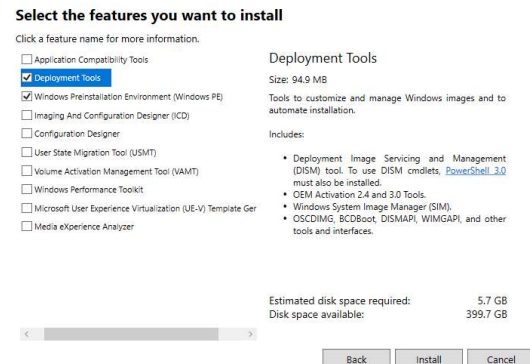 Select the features you want to install
Click a feature name for more information.
Application Compatibility Tools
Deployment Tools
Windows Preinstallation Environment (Windows PE)
Imaging And Configuration Designer (ICD)
Configuration Designer
User State Migration Tool (USMT)
Volume Activation Management Tool (VAMT)
Windows Performance Toolkit
Microsoft User Experience Virtualization (UE-V) Template Ger
Media eXperience Analyzer
Deployment Tools
Size: 94.9 MB
Tools to customize and manage Windows images and to
automate installation.
Includes:
• Deployment Image Servicing and Management
(DISM) tool. To use DISM cmdlets, PowerShell 3.0
must also be installed.
• OEM Activation 2.4 and 3.0 Tools.
• Windows System Image Manager (SIM).
• OSCDIMG, BCDBoot, DISMAPI, WIMGAPI, and other
tools and interfaces.
Estimated disk space required: 5.7 GB
Disk space available: 399.7 GB
Back Install Cancel